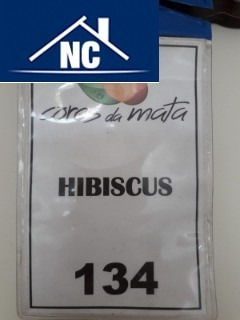 NC
cores da mata
HIBISCUS
134